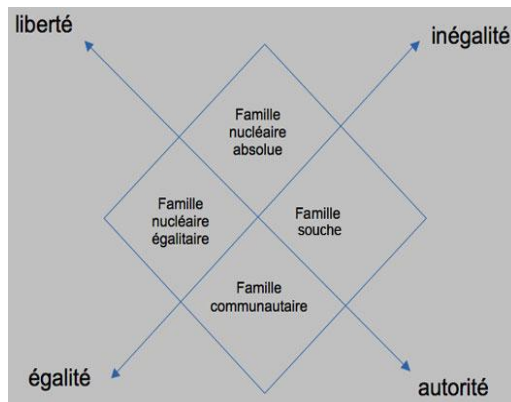 liberté
inégalité
Famille
nucléaire
absolue
Famille
nucléaire
égalitaire
Famille
souche
Famille
communautaire
égalité
autorité